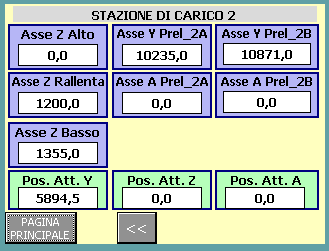 STAZIONE DI CARICO 2
Asse Z Alto Asse Y Prel_2A Asse Y Prel_2B
0,0 10235,0 10871,0
Asse Z Rallenta Asse A Prel_2A Asse A Prel_2B
1200,0 0,0 0,0
Asse Z Basso
1355,0
Pos. Att. Y Pos. Att. Z Pos. Att. A
5894,5 0,0 0,0
PAGINA
PRINCIPALE <<